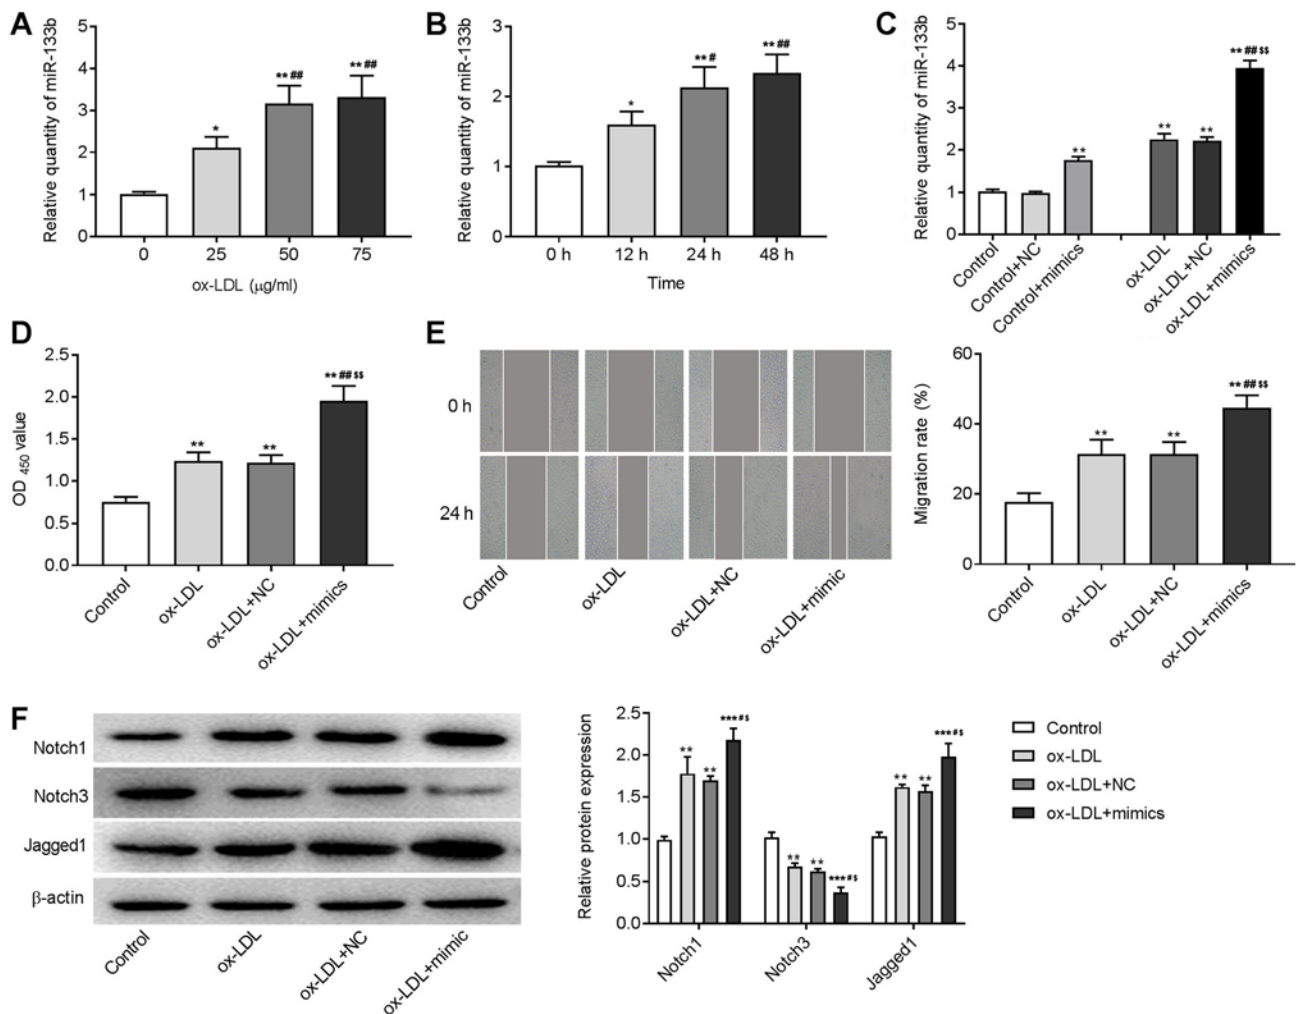 A
Relative quantity of miR-133b
5
4
3
2
1
0
*
** ##
** ##
0 25 50 75
ox-LDL (μg/ml)
B
Relative quantity of miR-133b
3
2
1
0
*
** #
** ##
0 h 12 h 24 h 48 h
Time
C
Relative quantity of miR-133b
5
4
3
2
1
0
**
**
**
** ## $$
Control
Control+NC
Control+mimics
ox-LDL
ox-LDL+NC
ox-LDL+mimics
D
OD 450 value
2.5
2.0
1.5
1.0
0.5
0.0
**
**
** ## $$
Control
ox-LDL
ox-LDL+NC
ox-LDL+mimics
E
0 h
24 h
Control
ox-LDL
ox-LDL+NC
ox-LDL+mimic
Migration rate (%)
60
40
20
0
**
**
** ## $$
Control
ox-LDL
ox-LDL+NC
ox-LDL+mimics
F
Notch1
Notch3
Jagged1
β-actin
Control
ox-LDL
ox-LDL+NC
ox-LDL+mimic
Relative protein expression
2.5
2.0
1.5
1.0
0.5
0.0
**
**
***#$
**
**
***#$
**
**
***#$
Notch1
Notch3
Jagged1
Control
ox-LDL
ox-LDL+NC
ox-LDL+mimics